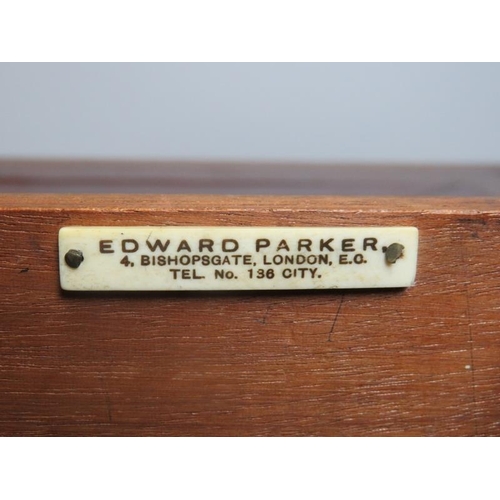 EDWARD PARKER,
4, BISHOPSGATE, LONDON, E.C.
TEL. No. 136 CITY.